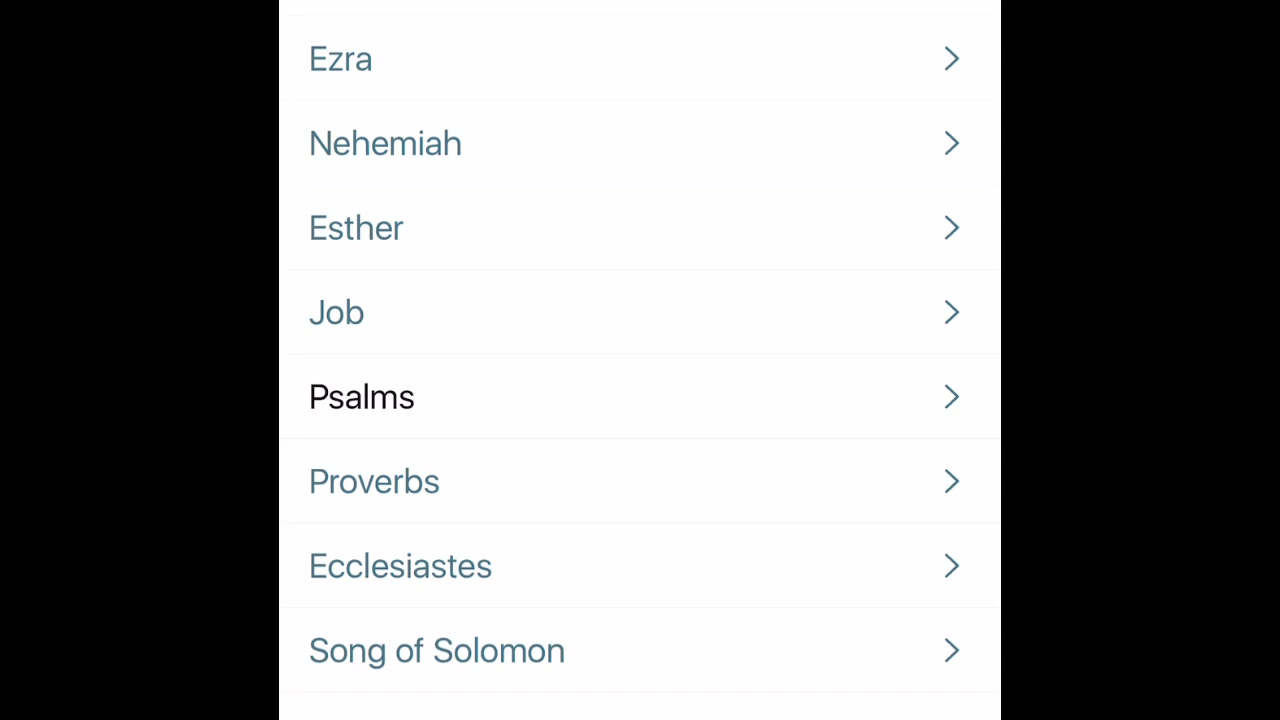 Ezra
Nehemiah
Esther
Job
Psalms
Proverbs
Ecclesiastes
Song of Solomon